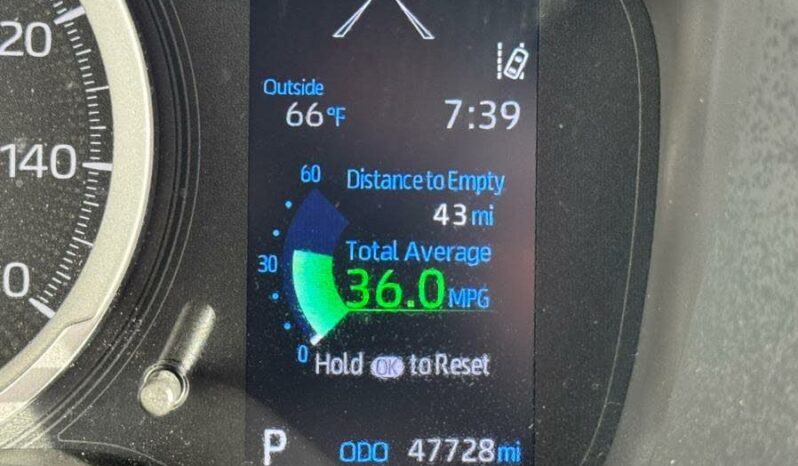 20
140
0
Outside
66°F
7:39
60
Distance to Empty
43 mi
Total Average
30
36.0 MPG
0
Hold OK to Reset
P ODO 47728 mi